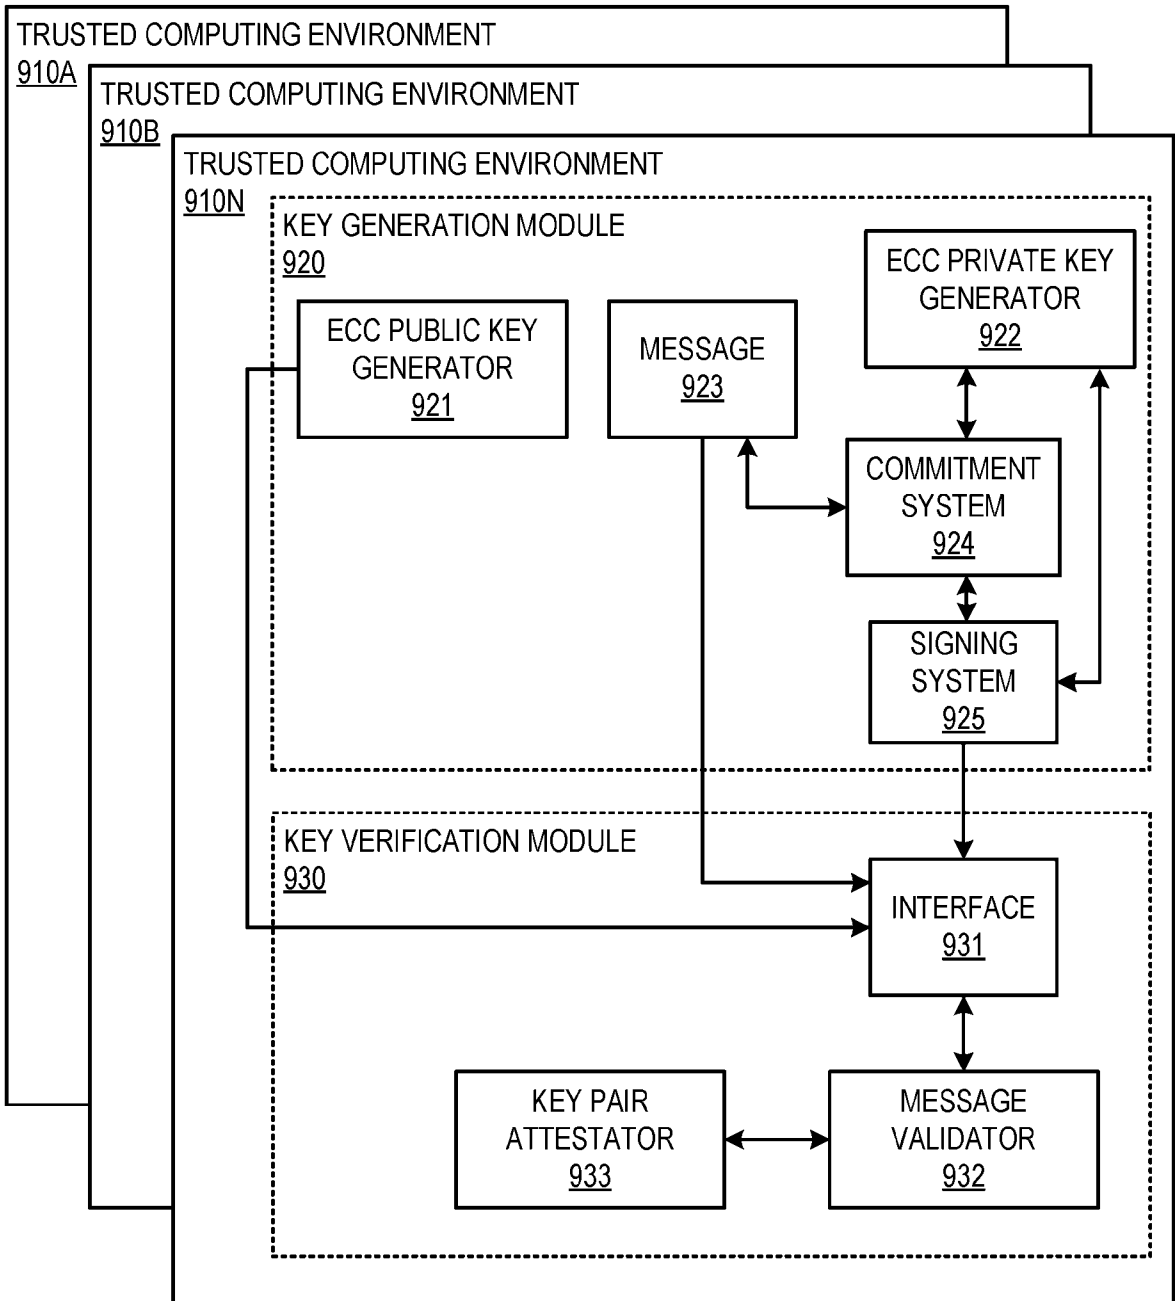 TRUSTED COMPUTING ENVIRONMENT
910A
TRUSTED COMPUTING ENVIRONMENT
910B
TRUSTED COMPUTING ENVIRONMENT
910N
KEY GENERATION MODULE
920
ECC PUBLIC KEY
GENERATOR
921
MESSAGE
923
ECC PRIVATE KEY
GENERATOR
922
COMMITMENT
SYSTEM
924
SIGNING
SYSTEM
925
KEY VERIFICATION MODULE
930
INTERFACE
931
KEY PAIR
ATTESTATOR
933
MESSAGE
VALIDATOR
932